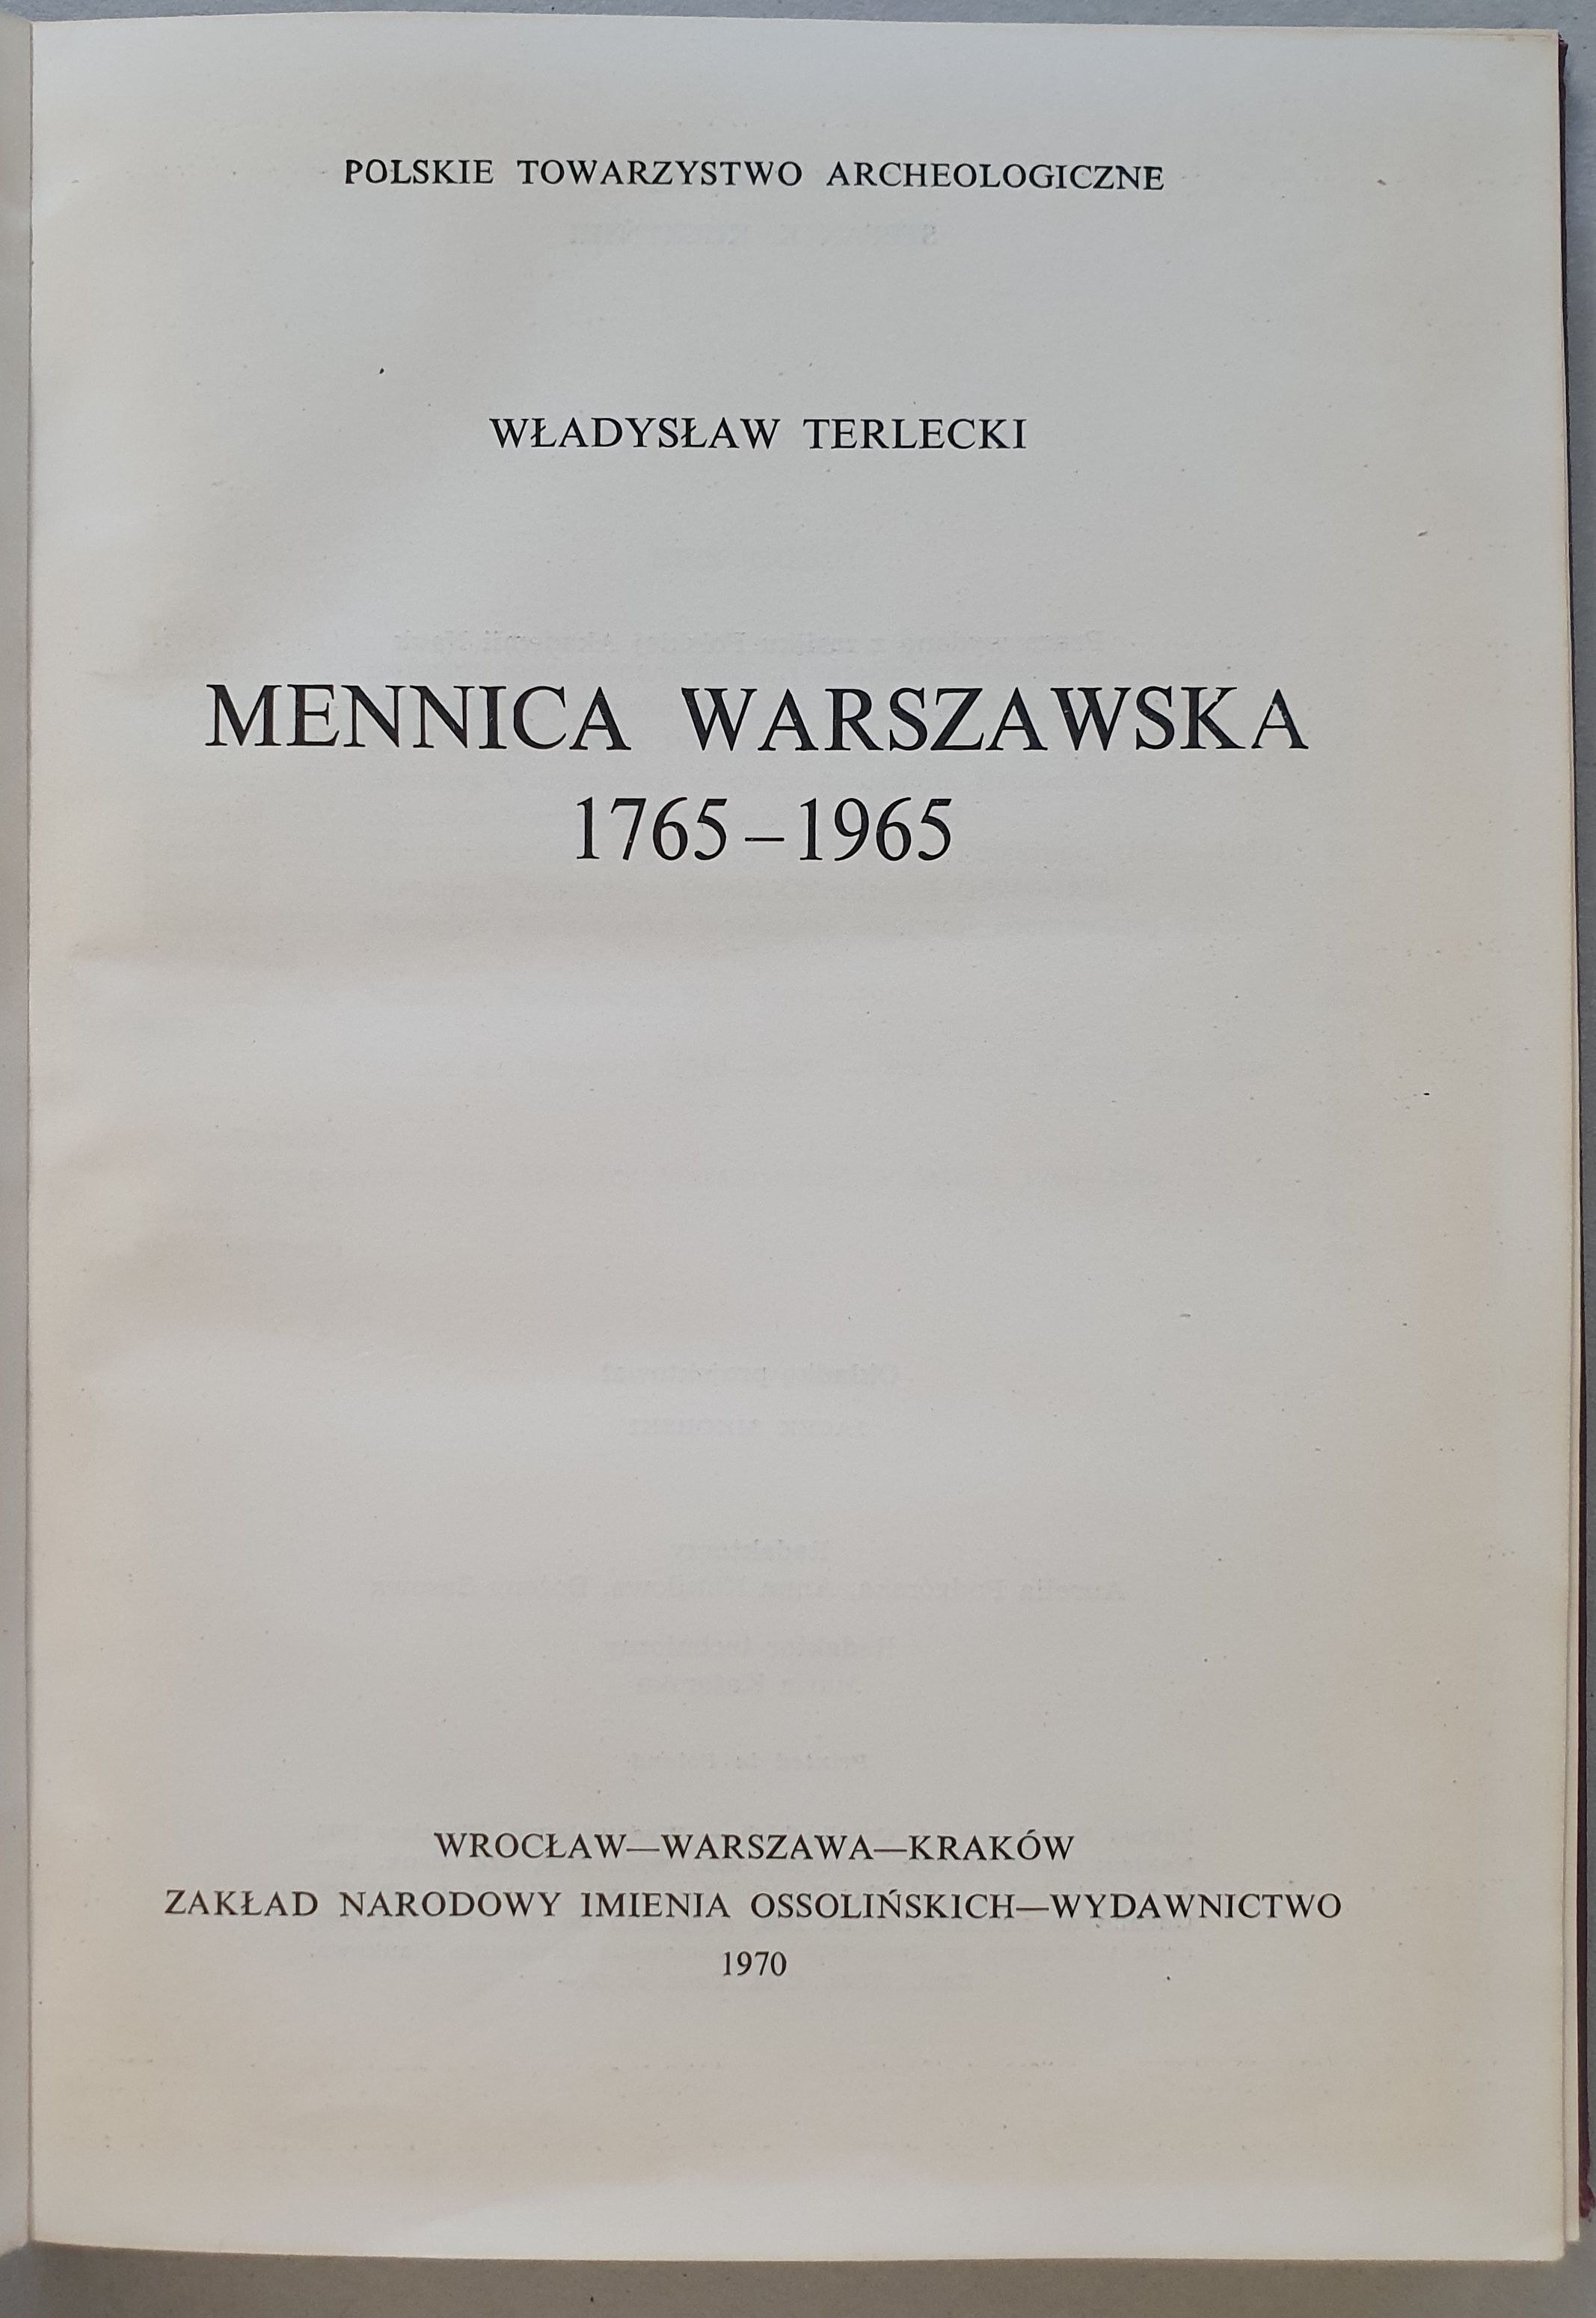 POLSKIE TOWARZYSTWO ARCHEOLOGICZNE
WŁADYSŁAW TERLECKI
MENNICA WARSZAWSKA
1765–1965
WROCŁAW—WARSZAWA—KRAKÓW
ZAKŁAD NARODOWY IMIENIA OSSOLIŃSKICH—WYDAWNICTWO
1970